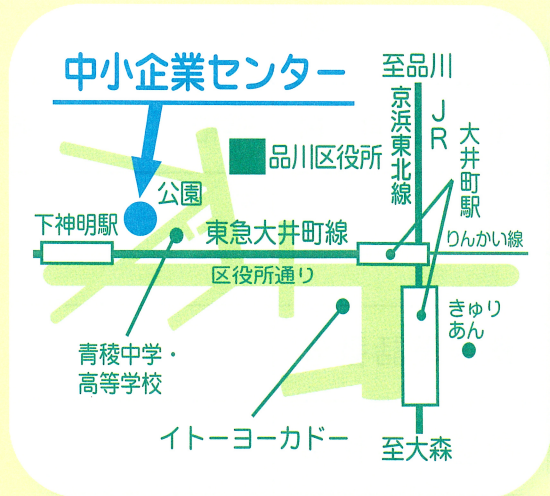 中小企業センター
至品川
京浜東北線
JR
大井町駅
品川区役所
公園
下神明駅
東急大井町線
りんかい線
区役所通り
きゅり
あん
青稜中学・
高等学校
イトーヨーカドー
至大森